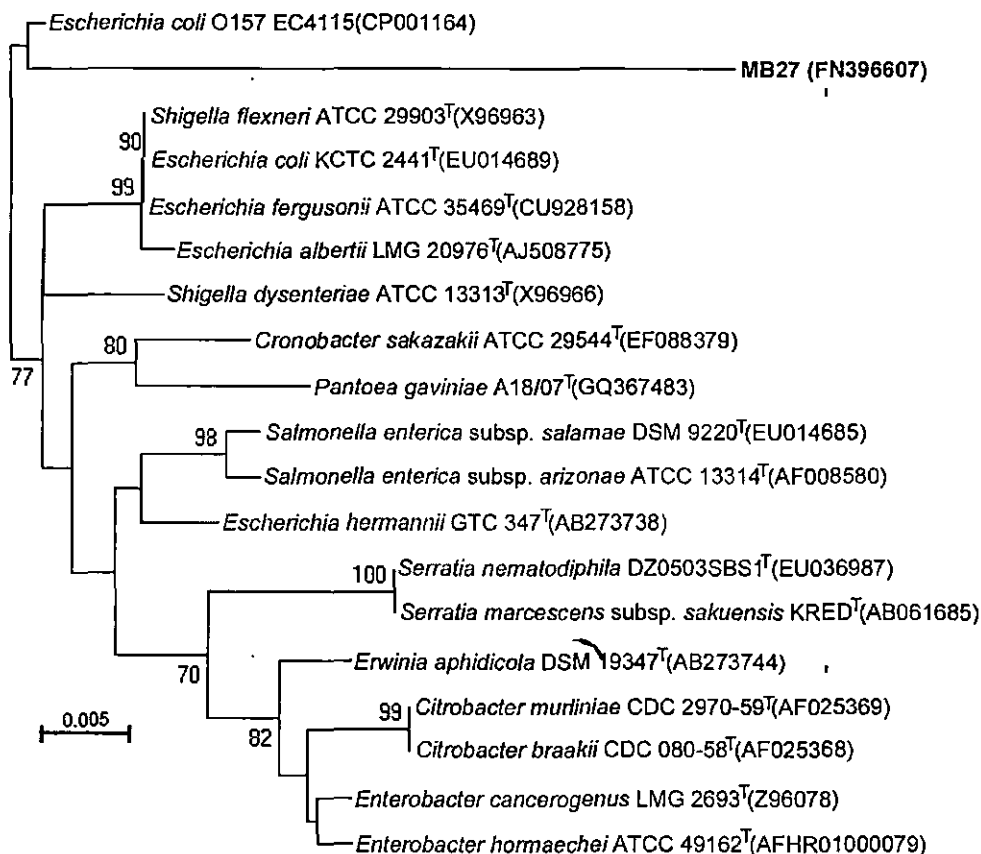 Escherichia coli O157 EC4115(CP001164)
MB27 (FN396607)
Shigella flexneri ATCC 29903T(X96963)
90
Escherichia coli KCTC 2441T(EU014689)
99
Escherichia fergusonii ATCC 35469T(CU928158)
Escherichia albertii LMG 20976T(AJ508775)
Shigella dysenteriae ATCC 13313T(X96966)
Cronobacter sakazakii ATCC 29544T(EF088379)
80
77
Pantoea gaviniae A18/07T(GQ367483)
Salmonella enterica subsp. salamae DSM 9220T(EU014685)
98
Salmonella enterica subsp. arizonae ATCC 13314T(AF008580)
Escherichia hermannii GTC 347T(AB273738)
Serratia nematodiphila DZ0503SBS1T(EU036987)
100
Serratia marcescens subsp. sakuensis KREDT(AB061685)
Erwinia aphidicola DSM 19347T(AB273744)
70
Citrobacter murliniae CDC 2970-59T(AF025369)
99
0.005
82
Citrobacter braakii CDC 080-58T(AF025368)
Enterobacter cancerogenus LMG 2693T(Z96078)
Enterobacter hormaechei ATCC 49162T(AFHR01000079)